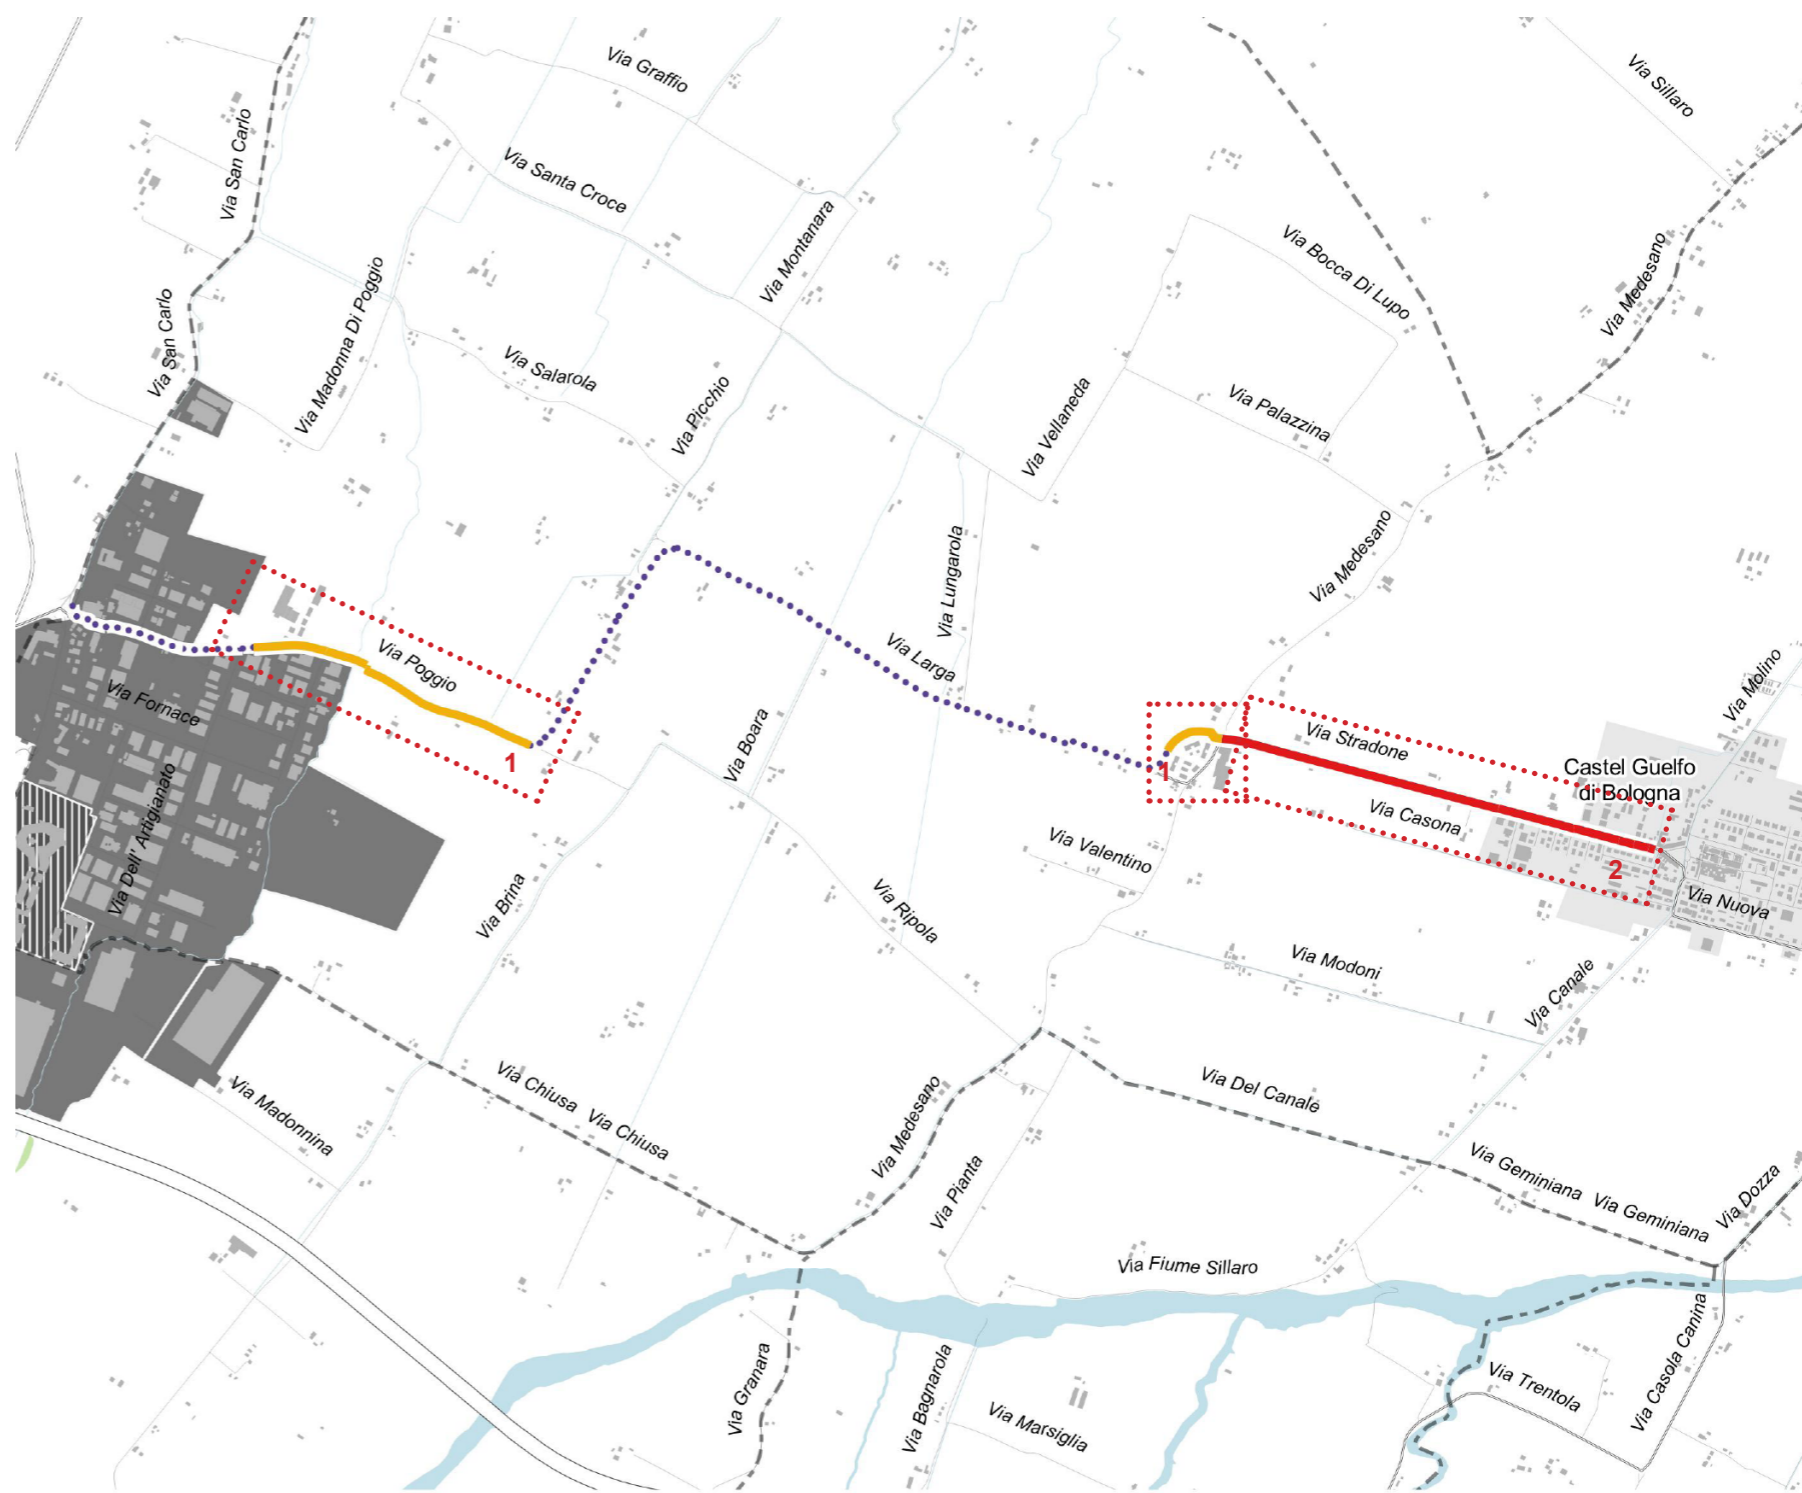 Via Graffio
Via Sillaro
Via San Carlo
Via Santa Croce
Via Montanara
Via Bocca Di Lupo
Via Medesano
Via San Carlo
Via Madonna Di Poggio
Via Salarola
Via Picchio
Via Vellaneda
Via Palazzina
Via Medesano
Via Lungarola
Via Poggio
Via Larga
Via Fornace
Via Molino
Via Boara
Via Stradone
1
1
Castel Guelfo
di Bologna
Via Casona
Via Dell' Artigianato
Via Valentino
2
Via Brina
Via Ripola
Via Nuova
Via Modoni
Via Canale
Via Chiusa
Via Chiusa
Via Madonnina
Via Medesano
Via Del Canale
Via Pianta
Via Geminiana
Via Geminiana
Via Dozza
Via Fiume Sillaro
Via Granara
Via Bagnarola
Via Marsiglia
Via Trentola
Via Casola Canina